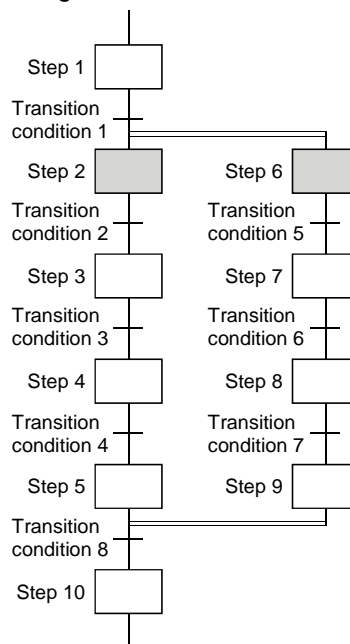 Step 1
Transition
condition 1
Step 2
Step 6
Transition
condition 2
Transition
condition 5
Step 3
Step 7
Transition
condition 3
Transition
condition 6
Step 4
Step 8
Transition
condition 4
Transition
condition 7
Step 5
Step 9
Transition
condition 8
Step 10